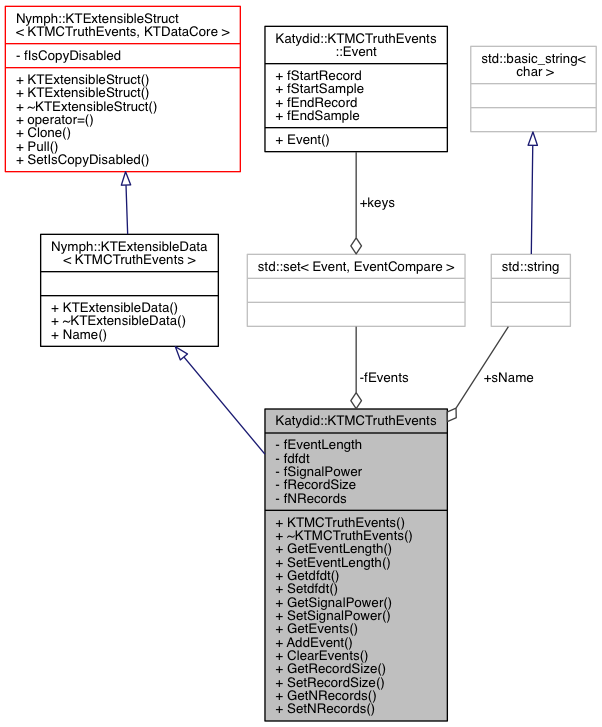 Nymph::KTExtensibleStruct
< KTMCTruthEvents, KTDataCore >
- fIsCopyDisabled
+ KTExtensibleStruct()
+ KTExtensibleStruct()
+ ~KTExtensibleStruct()
+ operator=()
+ Clone()
+ Pull()
+ SetIsCopyDisabled()
Katydid::KTMCTruthEvents
::Event
+ fStartRecord
+ fStartSample
+ fEndRecord
+ fEndSample
+ Event()
std::basic_string<
char >
+keys
Nymph::KTExtensibleData
< KTMCTruthEvents >
+ KTExtensibleData()
+ ~KTExtensibleData()
+ Name()
std::set< Event, EventCompare >
std::string
-fEvents
+sName
Katydid::KTMCTruthEvents
- fEventLength
- fdfdt
- fSignalPower
- fRecordSize
- fNRecords
+ KTMCTruthEvents()
+ ~KTMCTruthEvents()
+ GetEventLength()
+ SetEventLength()
+ Getdfdt()
+ Setdfdt()
+ GetSignalPower()
+ SetSignalPower()
+ GetEvents()
+ AddEvent()
+ ClearEvents()
+ GetRecordSize()
+ SetRecordSize()
+ GetNRecords()
+ SetNRecords()